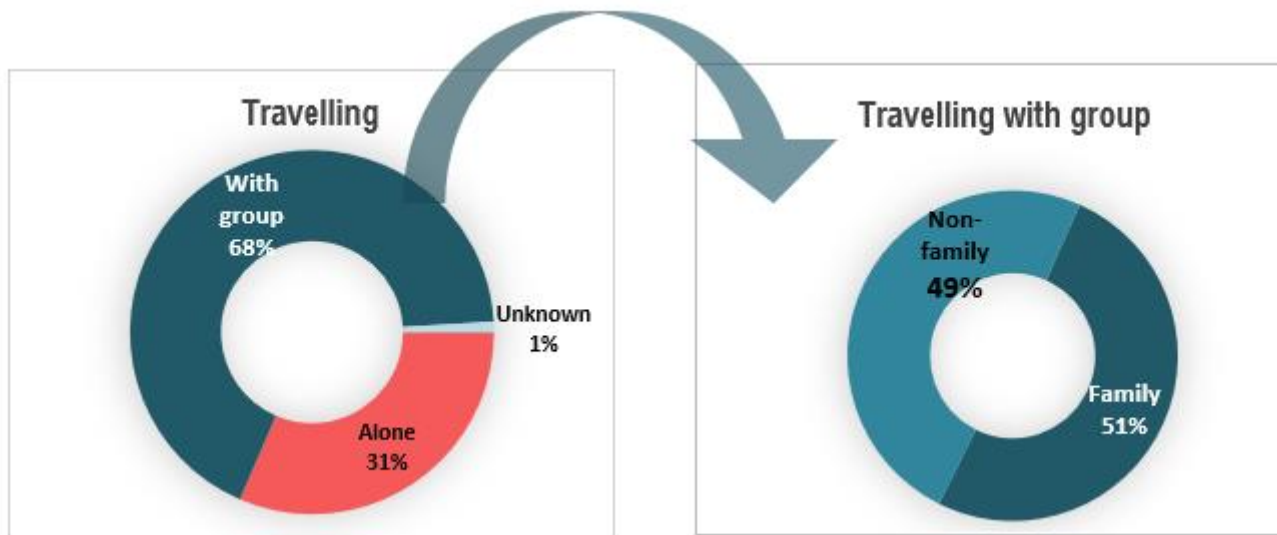 Travelling
With
group
68%
Unknown
1%
Alone
31%
Travelling with group
Non-
family
49%
Family
51%